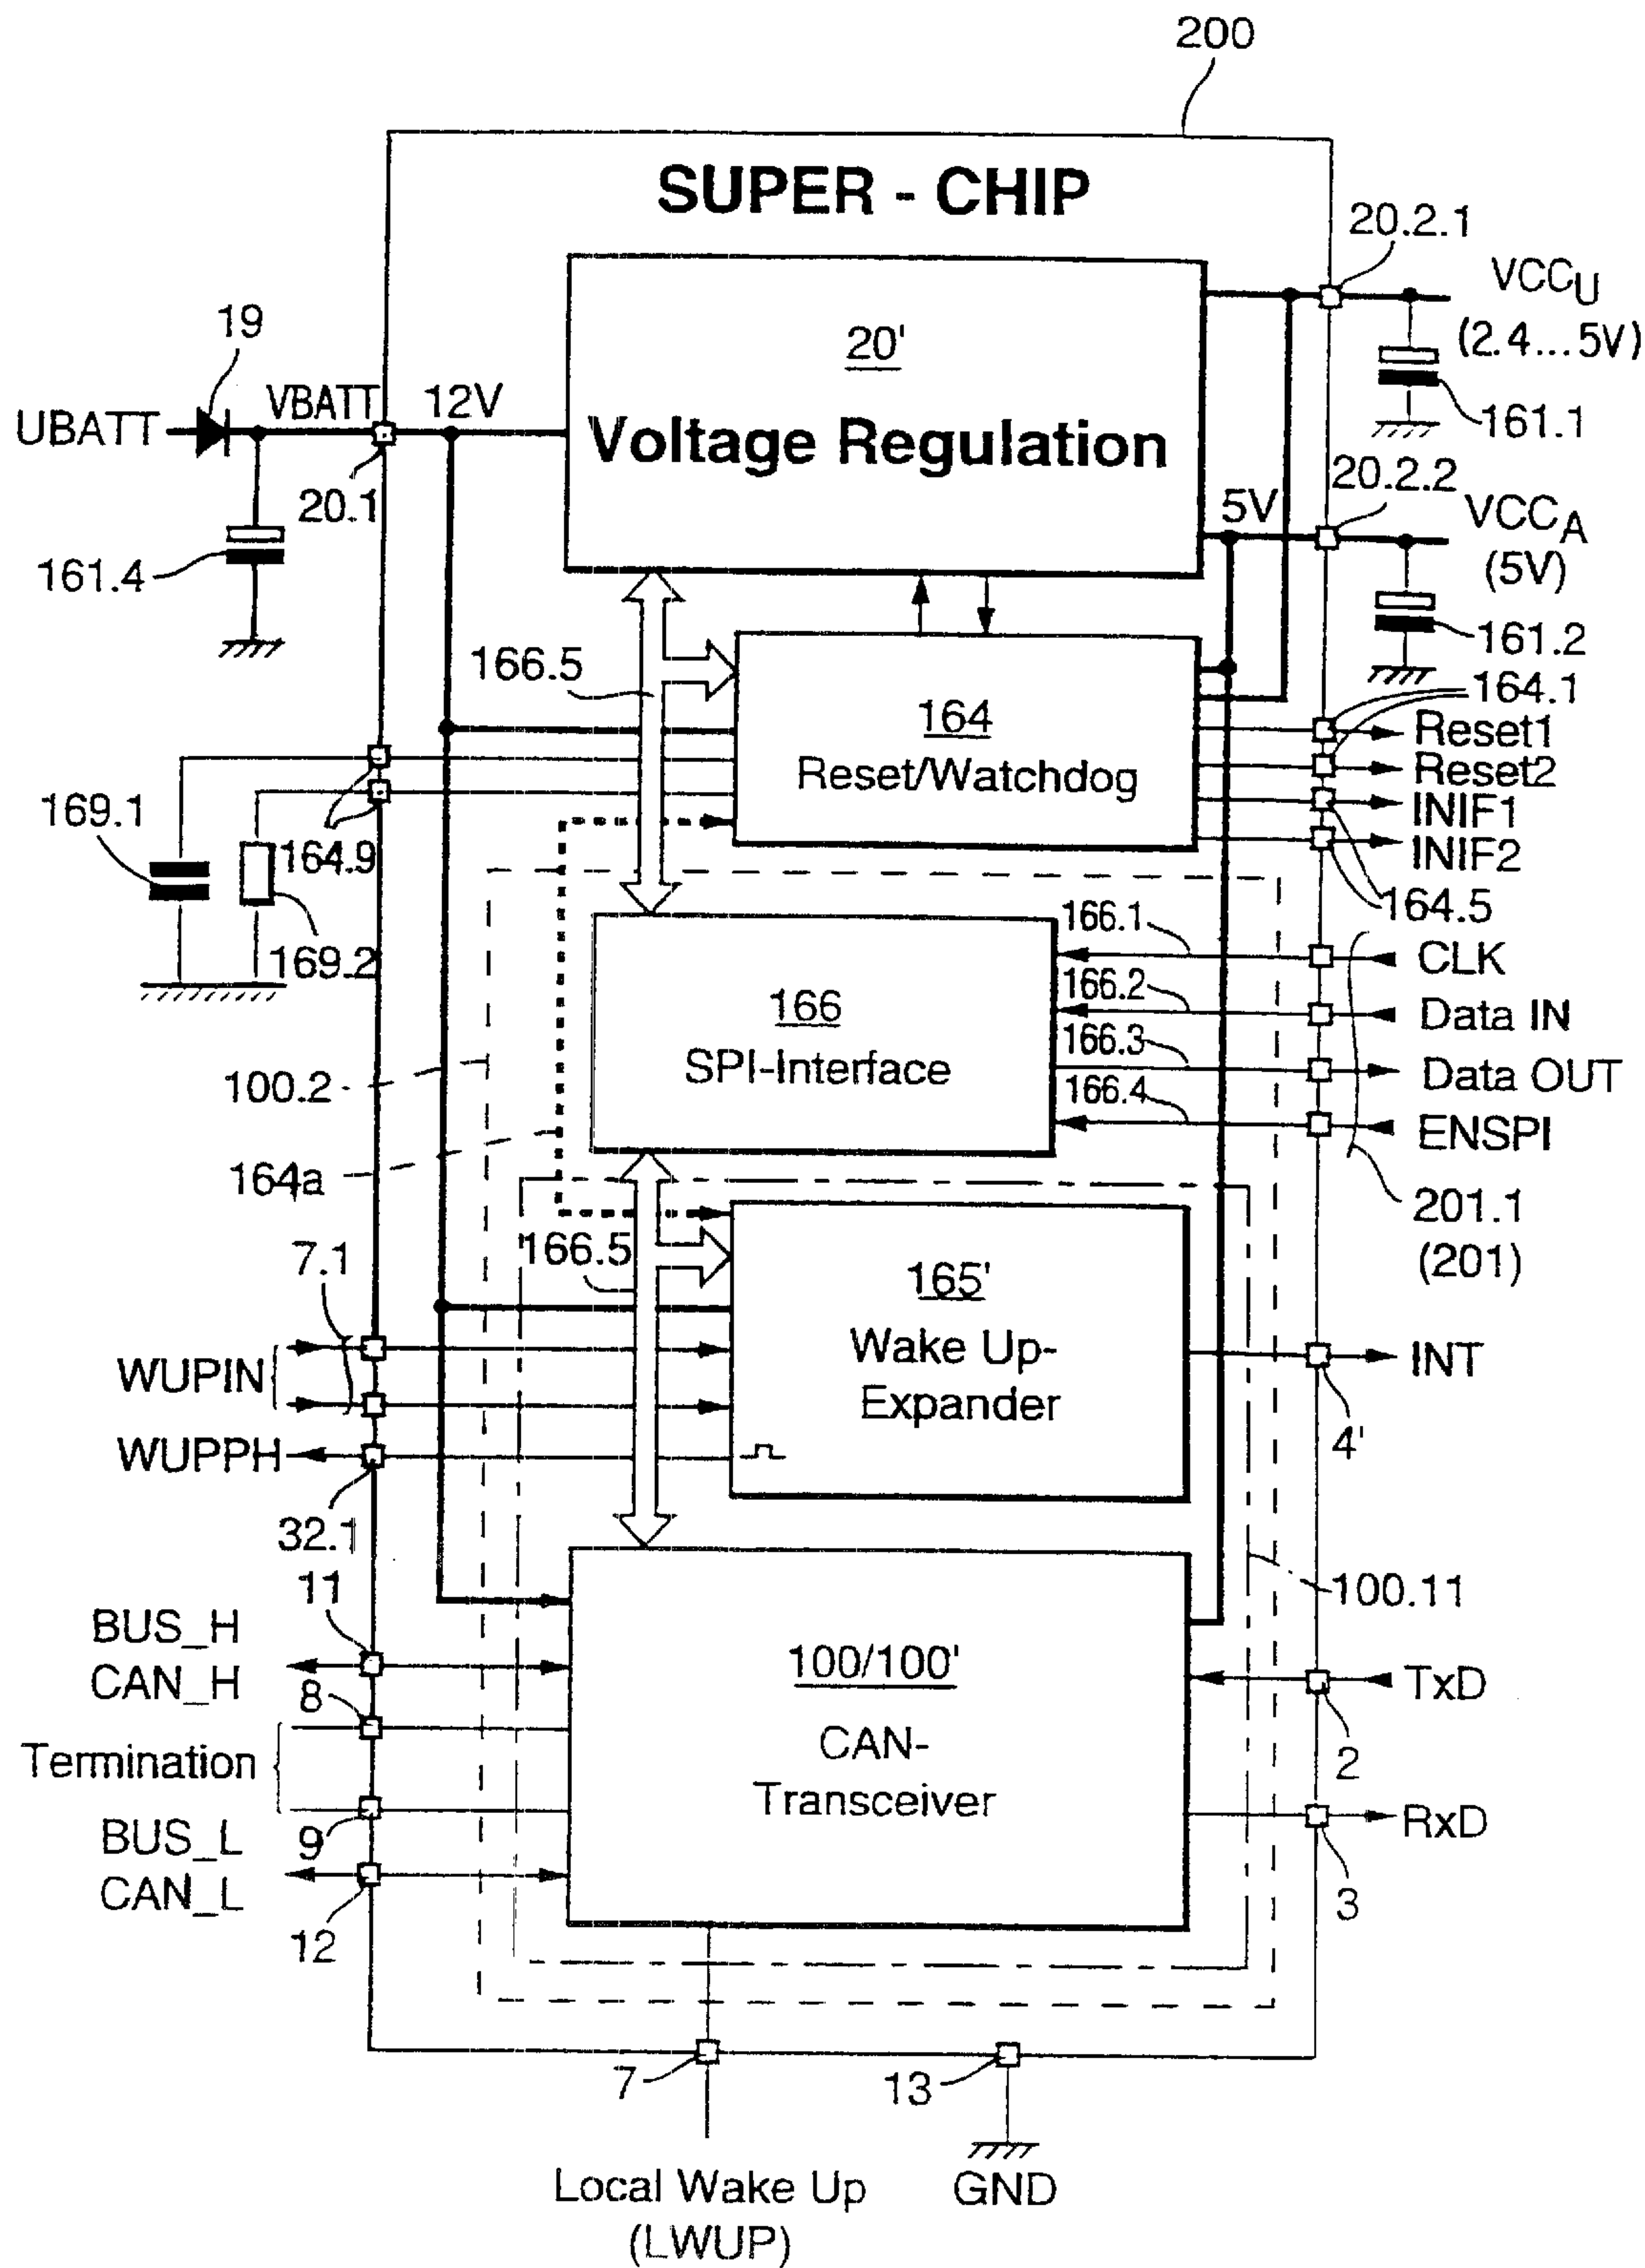 200
SUPER - CHIP
20.2.1
VCCU
(2.4...5V)
19
20'
Voltage Regulation
UBATT
VBATT
12V
161.1
20.1
20.2.2
5V
VCCA
(5V)
161.4
161.2
166.5
164
Reset/Watchdog
164.1
Reset1
Reset2
INIF1
INIF2
169.1
164.9
164.5
169.2
166.1
CLK
166
SPI-Interface
166.2
Data IN
166.3
Data OUT
100.2
166.4
ENSPI
164a
201.1
(201)
7.1
166.5
165'
Wake Up-
Expander
WUPIN
INT
4'
WUPPH
32.1
11
100.11
BUS_H
CAN_H
100/100'
CAN-
Transceiver
TxD
8
2
Termination
9
RxD
BUS_L
CAN_L
3
12
7
13
Local Wake Up
(LWUP)
GND